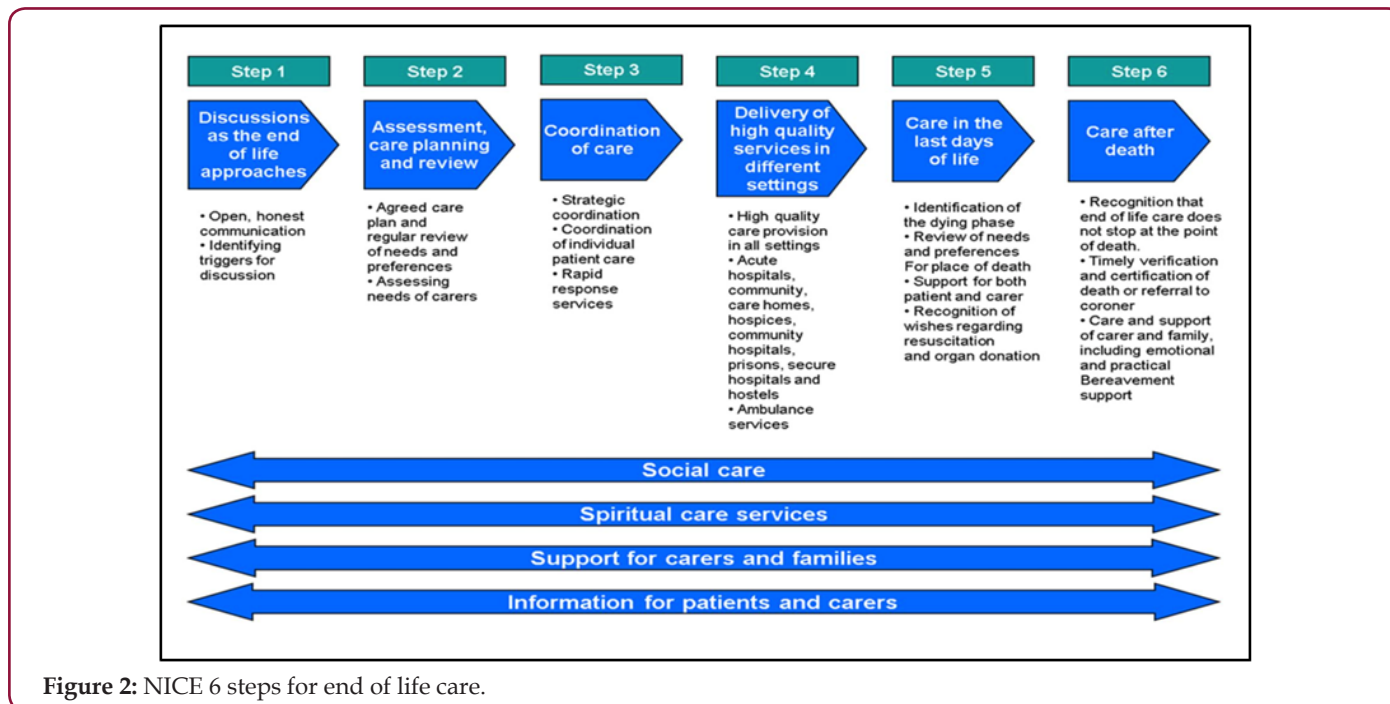 Step 1
Step 2
Step 3
Step 4
Step 5
Step 6
Discussions
as the end
of life
approaches
Assessment,
care planning
and review
Coordination
of care
Delivery of
high quality
services in
different
settings
Care in the
last days
of life
Care after
death
• Open, honest
communication
• Identifying
triggers for
discussion
• Agreed care
plan and
regular review
of needs and
preferences
• Assessing
needs of carers
• Strategic
coordination
• Coordination
of individual
patient care
• Rapid
response
services
• High quality
care provision
in all settings
• Acute
hospitals,
community,
care homes,
hospices,
community
hospitals,
prisons, secure
hospitals and
hostels
• Ambulance
services
• Identification of
the dying phase
• Review of needs
and preferences
For place of death
• Support for both
patient and carer
• Recognition of
wishes regarding
resuscitation
and organ donation
• Recognition that
end of life care does
not stop at the point
of death.
• Timely verification
and certification of
death or referral to
coroner
• Care and support
of carer and family,
including emotional
and practical
Bereavement
support
Social care
Spiritual care services
Support for carers and families
Information for patients and carers
Figure 2: NICE 6 steps for end of life care.